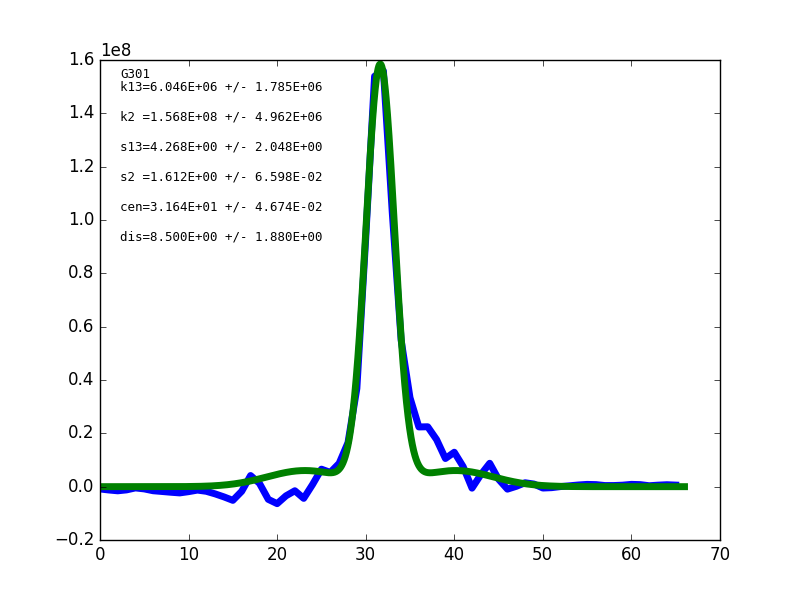 1e8
G301
k13=6.046E+06 +/- 1.785E+06
k2 =1.568E+08 +/- 4.962E+06
s13=4.268E+00 +/- 2.048E+00
s2 =1.612E+00 +/- 6.598E-02
cen=3.164E+01 +/- 4.674E-02
dis=8.500E+00 +/- 1.880E+00
1.6
1.4
1.2
1.0
0.8
0.6
0.4
0.2
0.0
−0.2
0 10 20 30 40 50 60 70